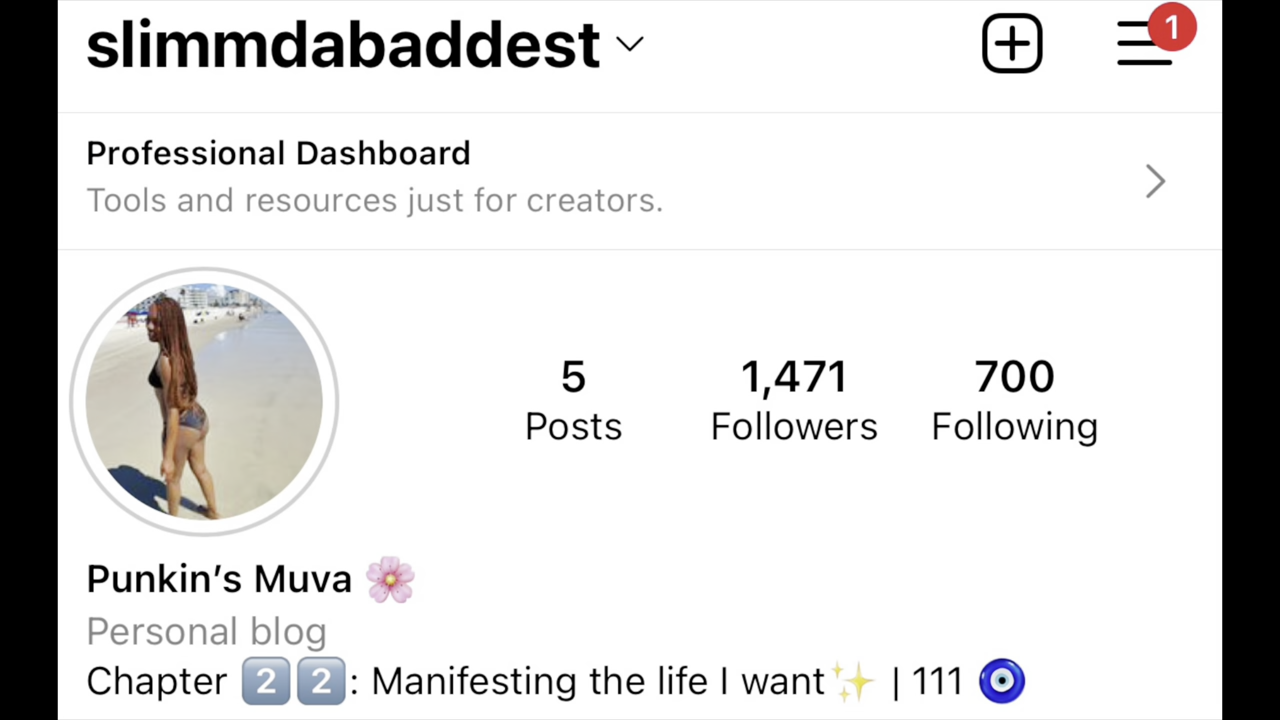 slimmdabaddest
1
Professional Dashboard
Tools and resources just for creators.
5 1,471 700
Posts Followers Following
Punkin’s Muva 🌸
Personal blog
Chapter 2️⃣2️⃣: Manifesting the life I want✨ | 111 🧿